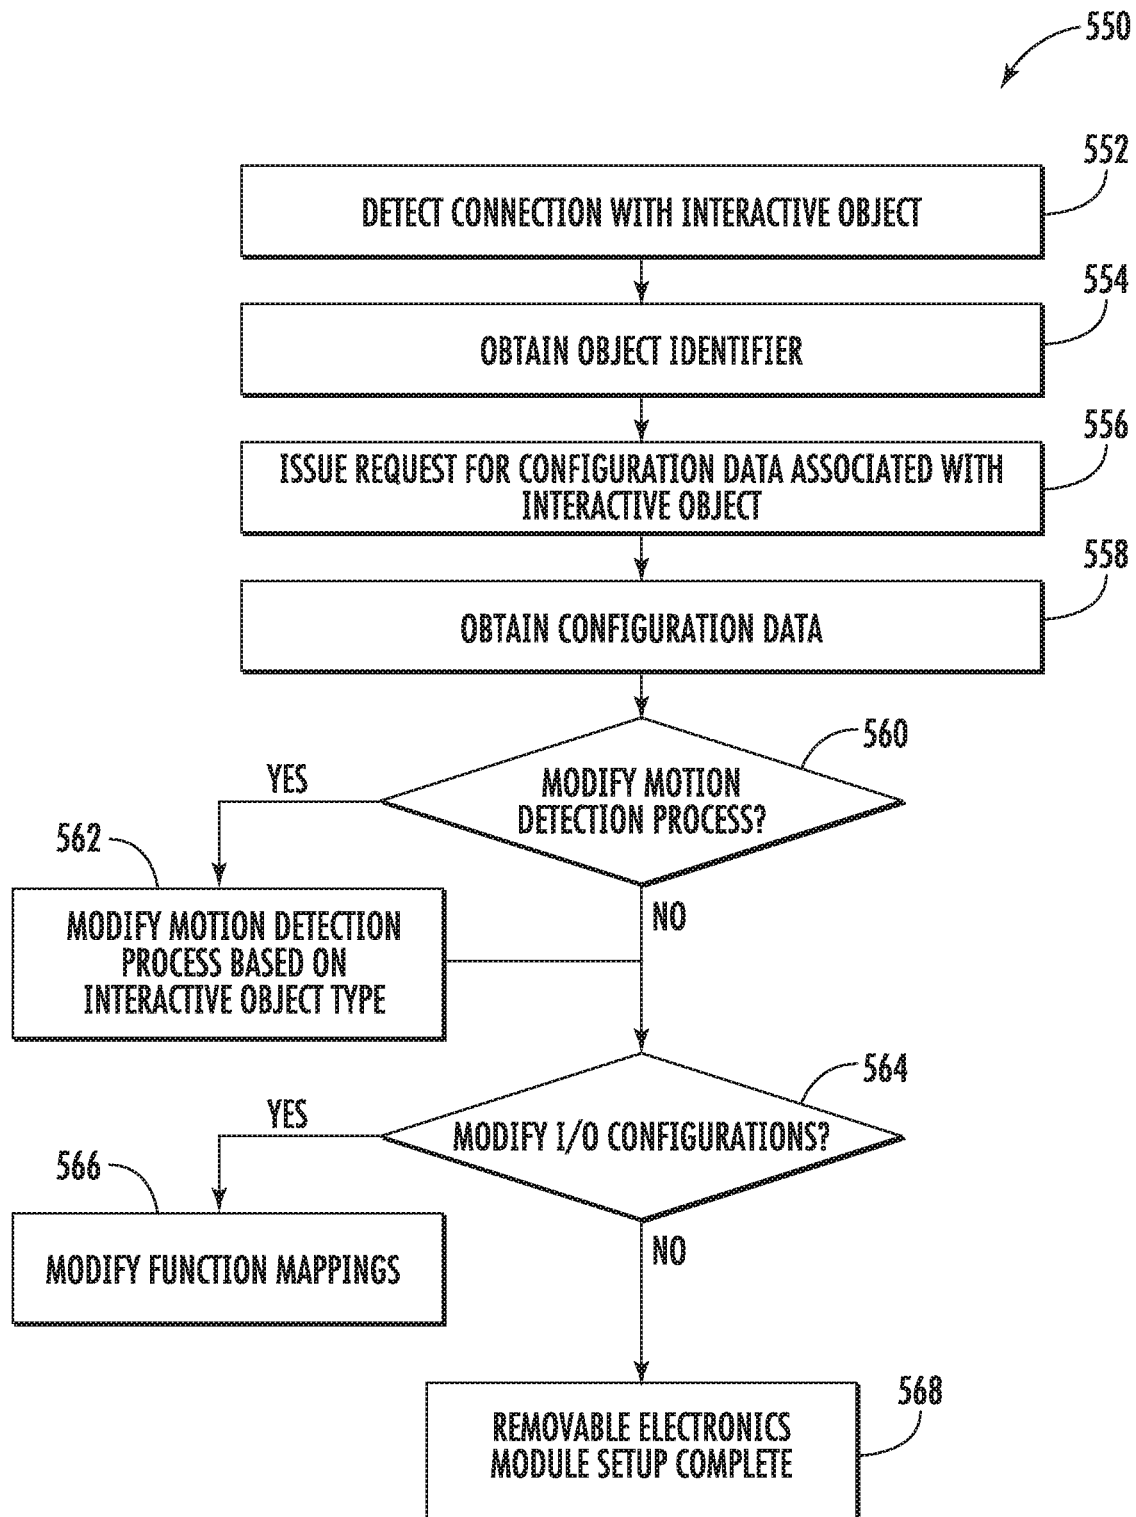 550
552
DETECT CONNECTION WITH INTERACTIVE OBJECT
554
OBTAIN OBJECT IDENTIFIER
556
ISSUE REQUEST FOR CONFIGURATION DATA ASSOCIATED WITH
INTERACTIVE OBJECT
558
OBTAIN CONFIGURATION DATA
560
MODIFY MOTION
DETECTION PROCESS?
YES
562
NO
MODIFY MOTION DETECTION
PROCESS BASED ON
INTERACTIVE OBJECT TYPE
564
MODIFY I/O CONFIGURATIONS?
YES
566
NO
MODIFY FUNCTION MAPPINGS
568
REMOVABLE ELECTRONICS
MODULE SETUP COMPLETE